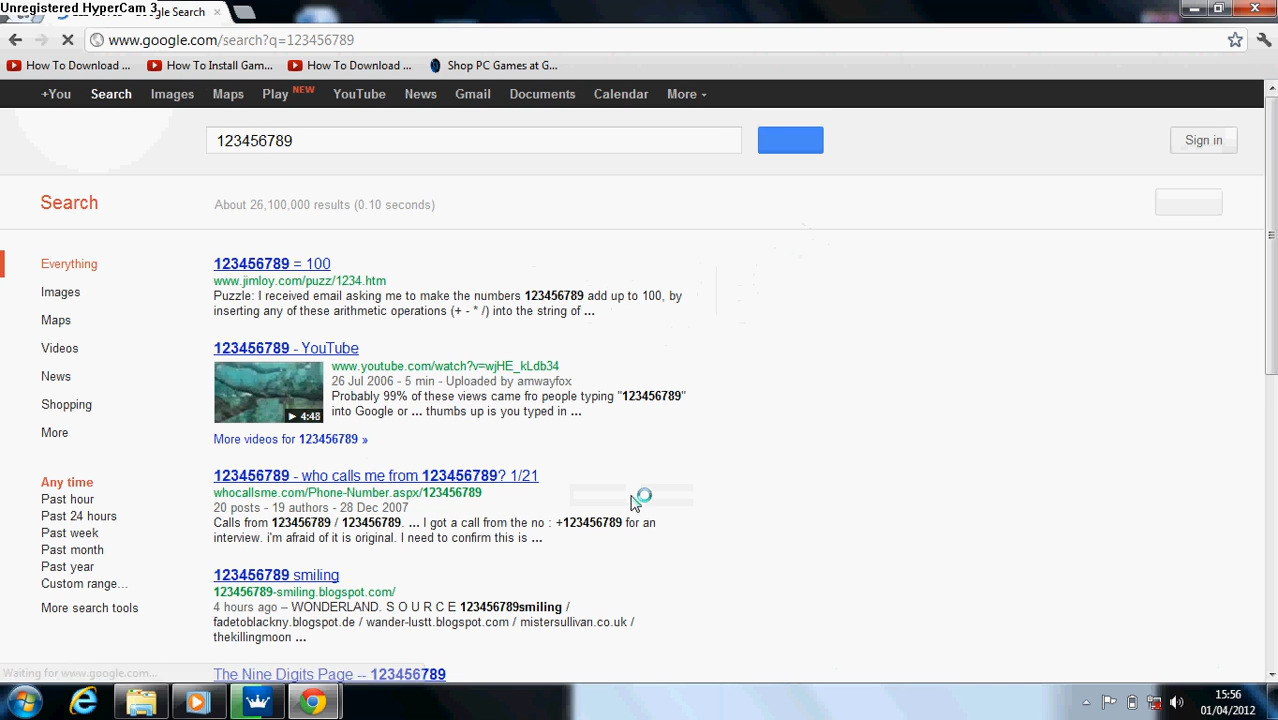 Unregistered HyperCam 3
Google Search
www.google.com/search?q=123456789
How To Download ...
How To Install Gam...
How To Download ...
Shop PC Games at G...
+You Search Images Maps Play NEW YouTube News Gmail Documents Calendar More
123456789
Sign in
Search
About 26,100,000 results (0.10 seconds)
Everything
Images
Maps
Videos
News
Shopping
More
Any time
Past hour
Past 24 hours
Past week
Past month
Past year
Custom range...
More search tools
123456789 = 100
www.jimloy.com/puzz/1234.htm
Puzzle: I received email asking me to make the numbers 123456789 add up to 100, by
inserting any of these arithmetic operations (+ - * /) into the string of ...
123456789 - YouTube
www.youtube.com/watch?v=wjHE_kLdb34
26 Jul 2006 - 5 min - Uploaded by amwayfox
Probably 99% of these views came fro people typing "123456789"
into Google or ... thumbs up is you typed in ...
4:48
More videos for 123456789 »
123456789 - who calls me from 123456789? 1/21
whocallsme.com/Phone-Number.aspx/123456789
20 posts - 19 authors - 28 Dec 2007
Calls from 123456789 / 123456789. ... I got a call from the no : +123456789 for an
interview. i'm afraid of it is original. I need to confirm this is ...
123456789 smiling
123456789-smiling.blogspot.com/
4 hours ago – WONDERLAND. S O U R C E 123456789smiling /
fadetoblackny.blogspot.de / wander-lustt.blogspot.com / mistersullivan.co.uk /
thekillingmoon ...
The Nine Digits Page -- 123456789
Waiting for www.google.com...
15:56
01/04/2012